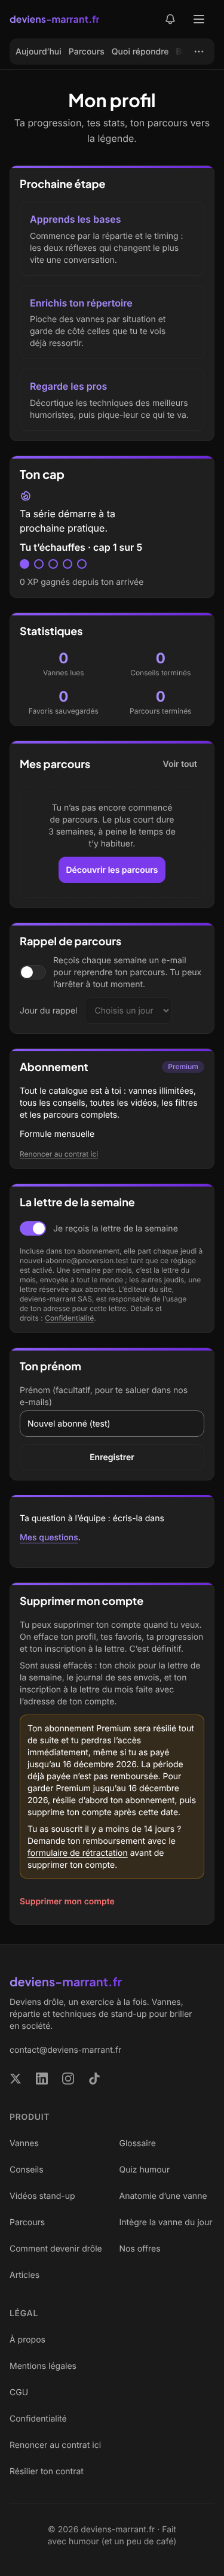 deviens-marrant.fr
Aujourd'hui Parcours Quoi répondre
Mon profil
Ta progression, tes stats, ton parcours vers
la légende.
Prochaine étape
Apprends les bases
Commence par la répartie et le timing :
les deux réflexes qui changent le plus
vite une conversation.
Enrichis ton répertoire
Pioche des vannes par situation et
garde de côté celles que tu te vois
déjà ressortir.
Regarde les pros
Décortique les techniques des meilleurs
humoristes, puis pique-leur ce qui te va.
Ton cap
Ta série démarre à ta
prochaine pratique.
Tu t'échauffes · cap 1 sur 5
0 XP gagnés depuis ton arrivée
Statistiques
0 0
Vannes lues Conseils terminés
0 0
Favoris sauvegardés Parcours terminés
Mes parcours Voir tout
Tu n'as pas encore commencé
de parcours. Le plus court dure
3 semaines, à peine le temps de
t'y habituer.
Découvrir les parcours
Rappel de parcours
Reçois chaque semaine un e-mail
pour reprendre ton parcours. Tu peux
l'arrêter à tout moment.
Jour du rappel Choisis un jour
Abonnement Premium
Tout le catalogue est à toi : vannes illimitées,
tous les conseils, toutes les vidéos, les filtres
et les parcours complets.
Formule mensuelle
Renoncer au contrat ici
La lettre de la semaine
Je reçois la lettre de la semaine
Incluse dans ton abonnement, elle part chaque jeudi à
nouvel-abonne@proversion.test tant que ce réglage
est activé. Une semaine par mois, c'est la lettre du
mois, envoyée à tout le monde ; les autres jeudis, une
lettre réservée aux abonnés. L'éditeur du site,
deviens-marrant SAS, est responsable de l'usage
de ton adresse pour cette lettre. Détails et
droits : Confidentialité.
Ton prénom
Prénom (facultatif, pour te saluer dans nos
e-mails)
Nouvel abonné (test)
Enregistrer
Ta question à l'équipe : écris-la dans
Mes questions.
Supprimer mon compte
Tu peux supprimer ton compte quand tu veux.
On efface ton profil, tes favoris, ta progression
et ton inscription à la lettre. C'est définitif.
Sont aussi effacés : ton choix pour la lettre de
la semaine, le journal de ses envois, et ton
inscription à la lettre du mois faite avec
l'adresse de ton compte.
Ton abonnement Premium sera résilié tout
de suite et tu perdras l'accès
immédiatement, même si tu as payé
jusqu'au 16 décembre 2026. La période
déjà payée n'est pas remboursée. Pour
garder Premium jusqu'au 16 décembre
2026, résilie d'abord ton abonnement, puis
supprime ton compte après cette date.
Tu as souscrit il y a moins de 14 jours ?
Demande ton remboursement avec le
formulaire de rétractation avant de
supprimer ton compte.
Supprimer mon compte
deviens-marrant.fr
Deviens drôle, un exercice à la fois. Vannes,
répartie et techniques de stand-up pour briller
en société.
contact@deviens-marrant.fr
PRODUIT
Vannes Glossaire
Conseils Quiz humour
Vidéos stand-up Anatomie d'une vanne
Parcours Intègre la vanne du jour
Comment devenir drôle Nos offres
Articles
LÉGAL
À propos
Mentions légales
CGU
Confidentialité
Renoncer au contrat ici
Résilier ton contrat
© 2026 deviens-marrant.fr · Fait
avec humour (et un peu de café)